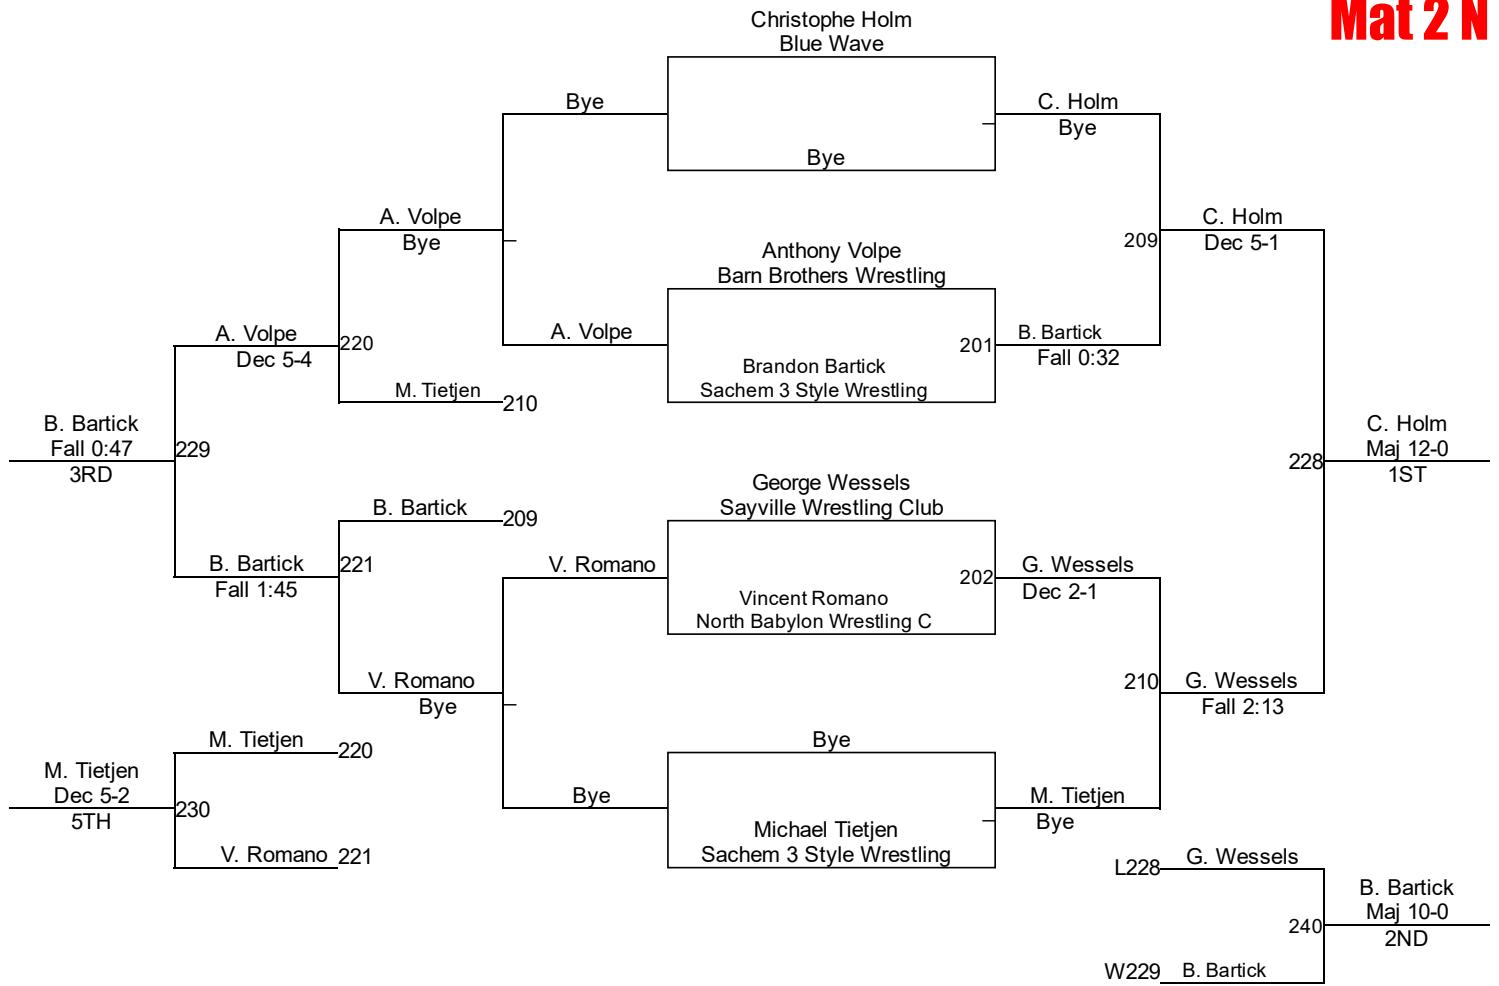 Mat 2 N
Christophe Holm
Blue Wave
Bye
C. Holm
Bye
Bye
A. Volpe
Bye
C. Holm
209
Dec 5-1
Anthony Volpe
Barn Brothers Wrestling
A. Volpe
Dec 5-4
220
A. Volpe
201
B. Bartick
Fall 0:32
Brandon Bartick
Sachem 3 Style Wrestling
M. Tietjen
210
B. Bartick
Fall 0:47
3RD
229
C. Holm
Maj 12-0
1ST
228
George Wessels
Sayville Wrestling Club
B. Bartick
209
B. Bartick
Fall 1:45
221
V. Romano
202
G. Wessels
Dec 2-1
Vincent Romano
North Babylon Wrestling C
V. Romano
Bye
210
G. Wessels
Fall 2:13
M. Tietjen
220
Bye
M. Tietjen
Dec 5-2
5TH
230
Bye
M. Tietjen
Bye
Michael Tietjen
Sachem 3 Style Wrestling
V. Romano
221
L228
G. Wessels
B. Bartick
Maj 10-0
2ND
240
W229
B. Bartick